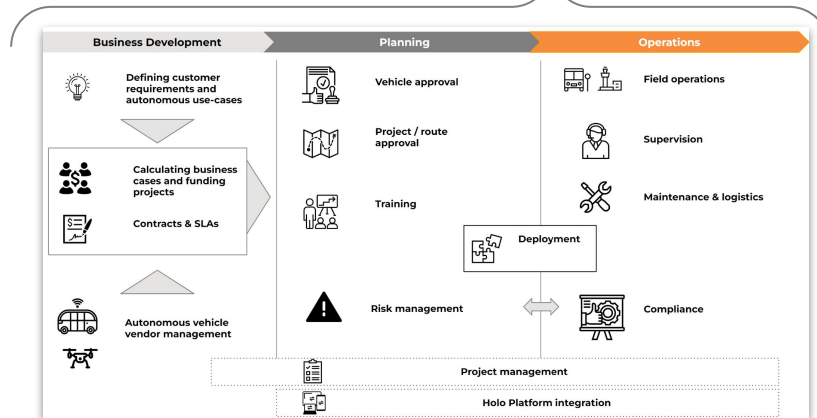 Business Development
Planning
Operations
Defining customer
requirements and
autonomous use-cases
Calculating business
cases and funding
projects
Contracts & SLAs
Autonomous vehicle
vendor management
Vehicle approval
Project / route
approval
Training
Risk management
Deployment
Field operations
Supervision
Maintenance & logistics
Compliance
Project management
Holo Platform integration